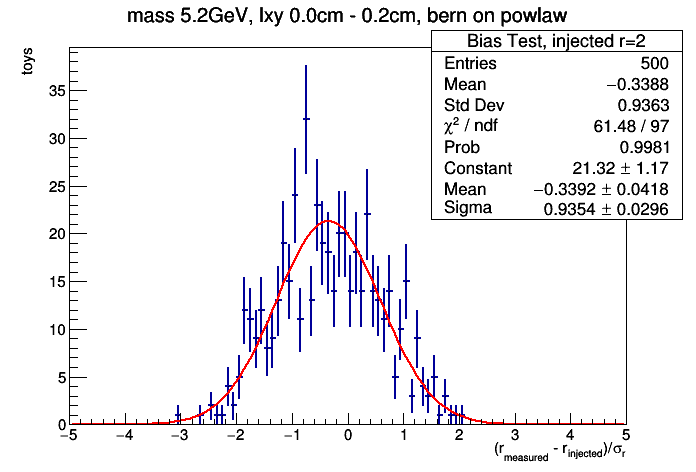 mass 5.2GeV, lxy 0.0cm - 0.2cm, bern on powlaw
Bias Test, injected r=2
Entries 500
Mean −0.3388
Std Dev 0.9363
χ² / ndf 61.48 / 97
Prob 0.9981
Constant 21.32 ± 1.17
Mean −0.3392 ± 0.0418
Sigma 0.9354 ± 0.0296
toys
35
30
25
20
15
10
5
0
−5 −4 −3 −2 −1 0 1 2 3 4 5
(r_measured - r_injected)/σ_r